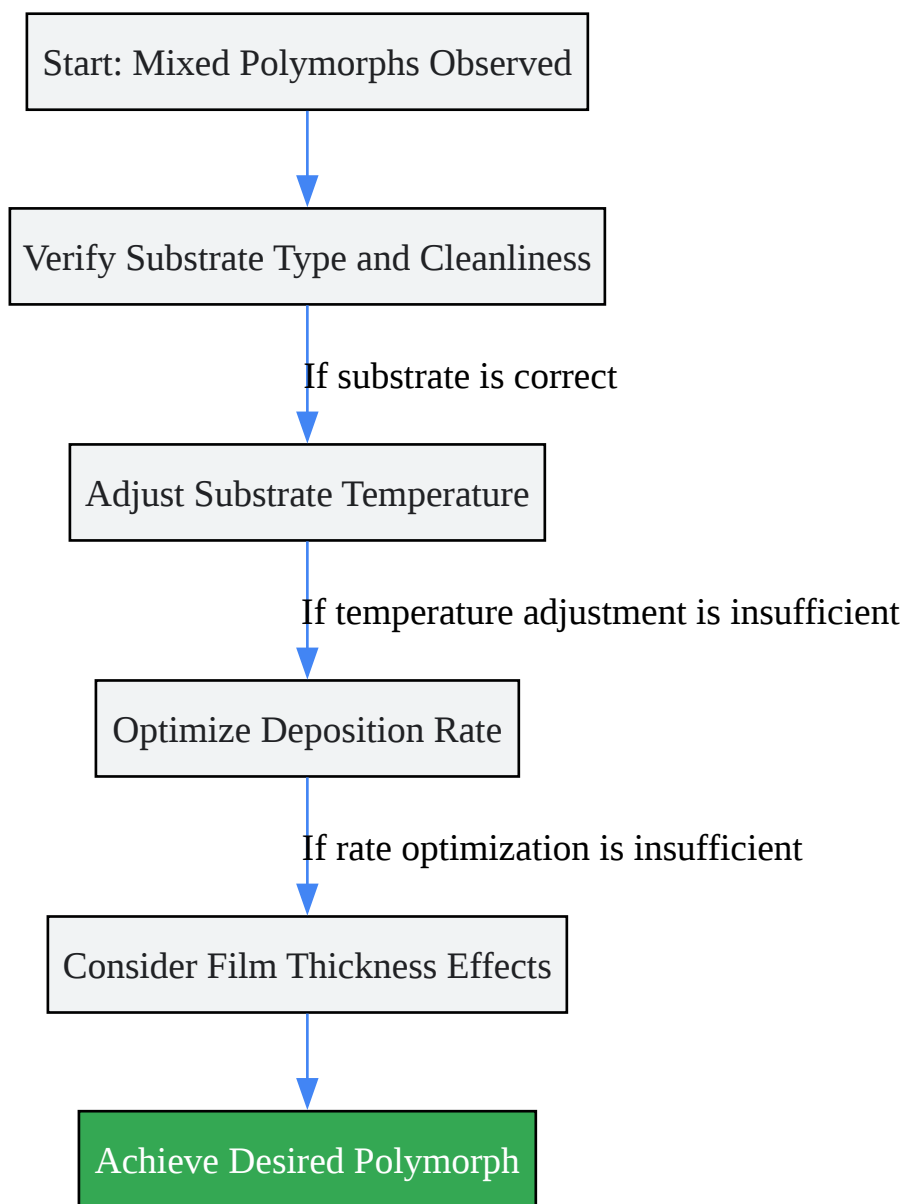 Start: Mixed Polymorphs Observed
Verify Substrate Type and Cleanliness
If substrate is correct
Adjust Substrate Temperature
If temperature adjustment is insufficient
Optimize Deposition Rate
If rate optimization is insufficient
Consider Film Thickness Effects
Achieve Desired Polymorph